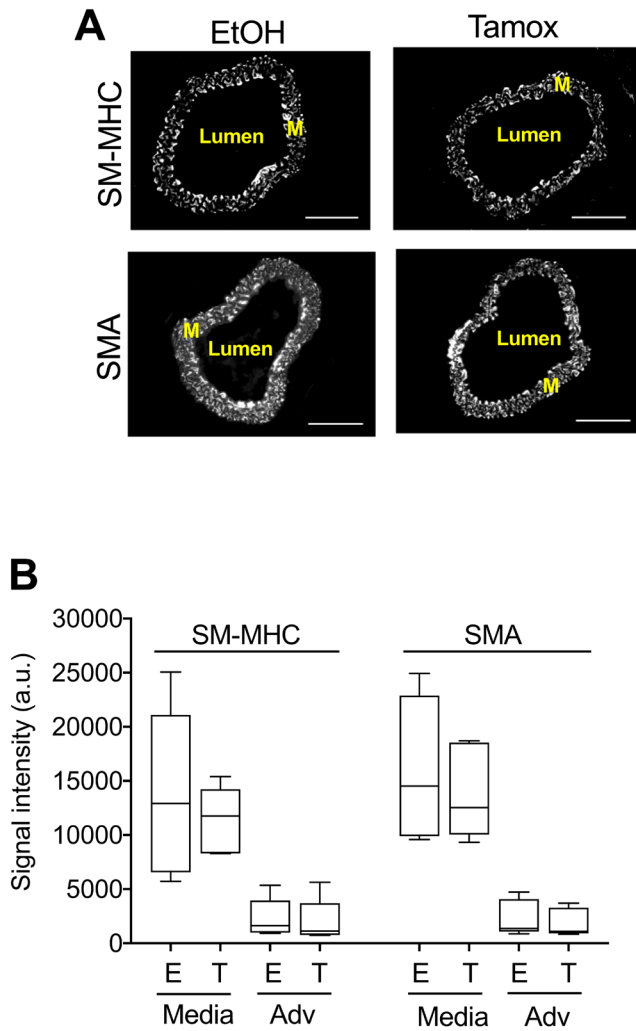 A
EtOH
Tamox
SM-MHC
Lumen
M
M
Lumen
SMA
M
Lumen
Lumen
M
B
Signal intensity (a.u.)
30000
25000
20000
15000
10000
5000
0
SM-MHC
SMA
E T E T E T E T
Media Adv Media Adv